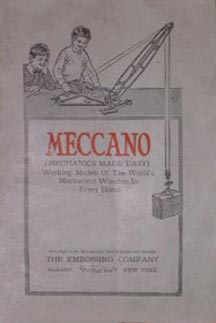 MECCANO
(MECHANICS MADE EASY)
Working Models Of The World's
Mechanical Wonders In
Every Home
THE EMBOSSING COMPANY
ALBANY NEW YORK